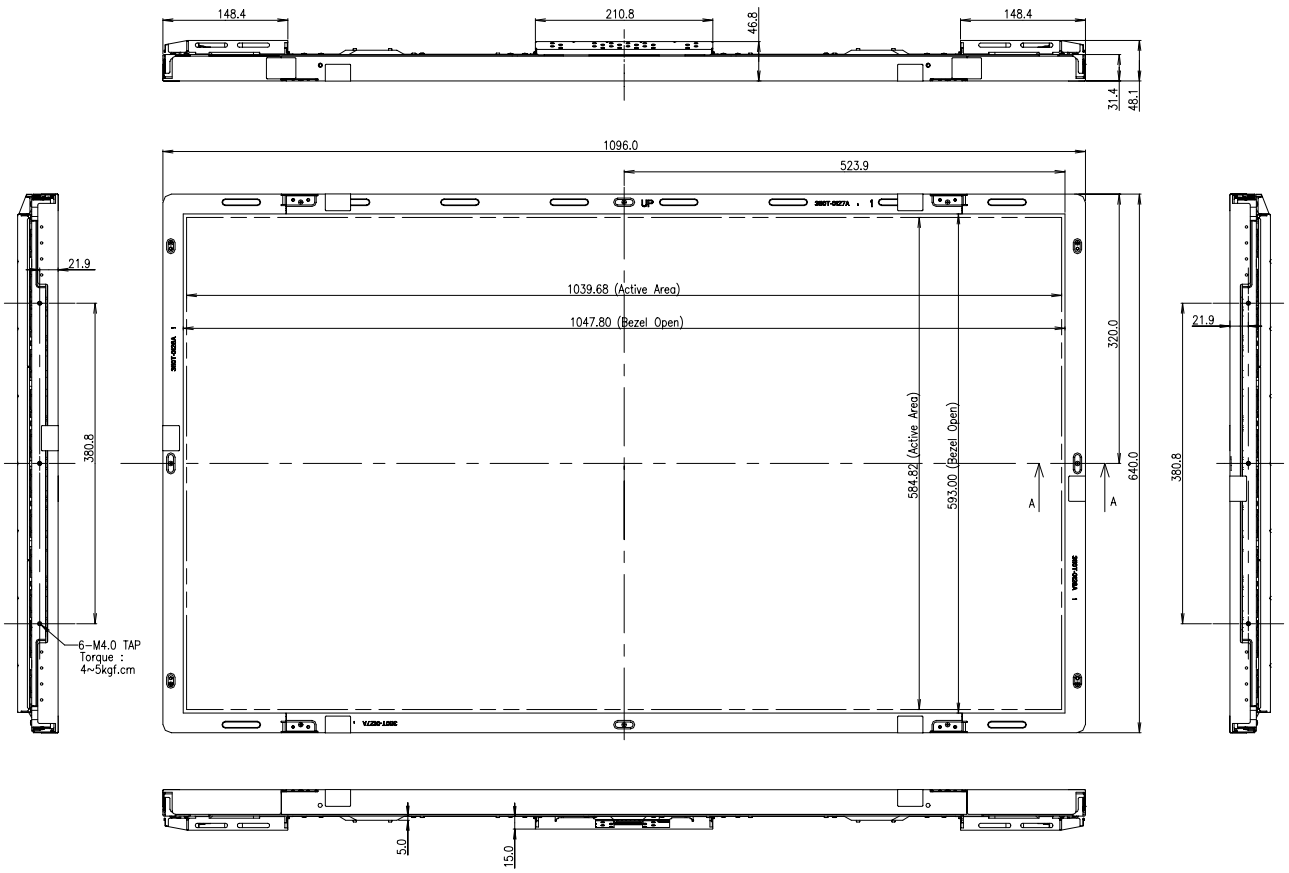 148.4
210.8
46.8
148.4
31.4
48.1
1096.0
523.9
UP
1
21.9
1039.68 (Active Area)
1047.80 (Bezel Open)
320.0
21.9
1
380.8
584.82 (Active Area)
593.00 (Bezel Open)
640.0
380.8
A
A
1
6-M4.0 TAP
Torque :
4~5kgf.cm
5.0
15.0